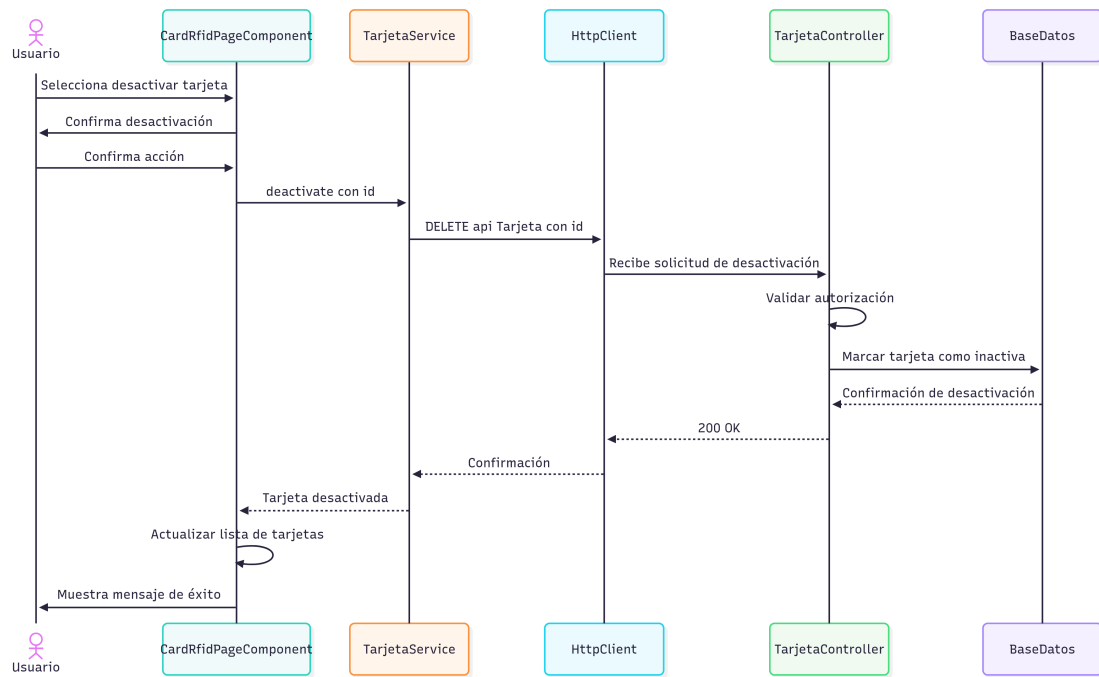 Usuario
CardRfidPageComponent
TarjetaService
HttpClient
TarjetaController
BaseDatos
Selecciona desactivar tarjeta
Confirma desactivación
Confirma acción
deactivate con id
DELETE api Tarjeta con id
Recibe solicitud de desactivación
Validar autorización
Marcar tarjeta como inactiva
Confirmación de desactivación
200 OK
Confirmación
Tarjeta desactivada
Actualizar lista de tarjetas
Muestra mensaje de éxito
Usuario
CardRfidPageComponent
TarjetaService
HttpClient
TarjetaController
BaseDatos